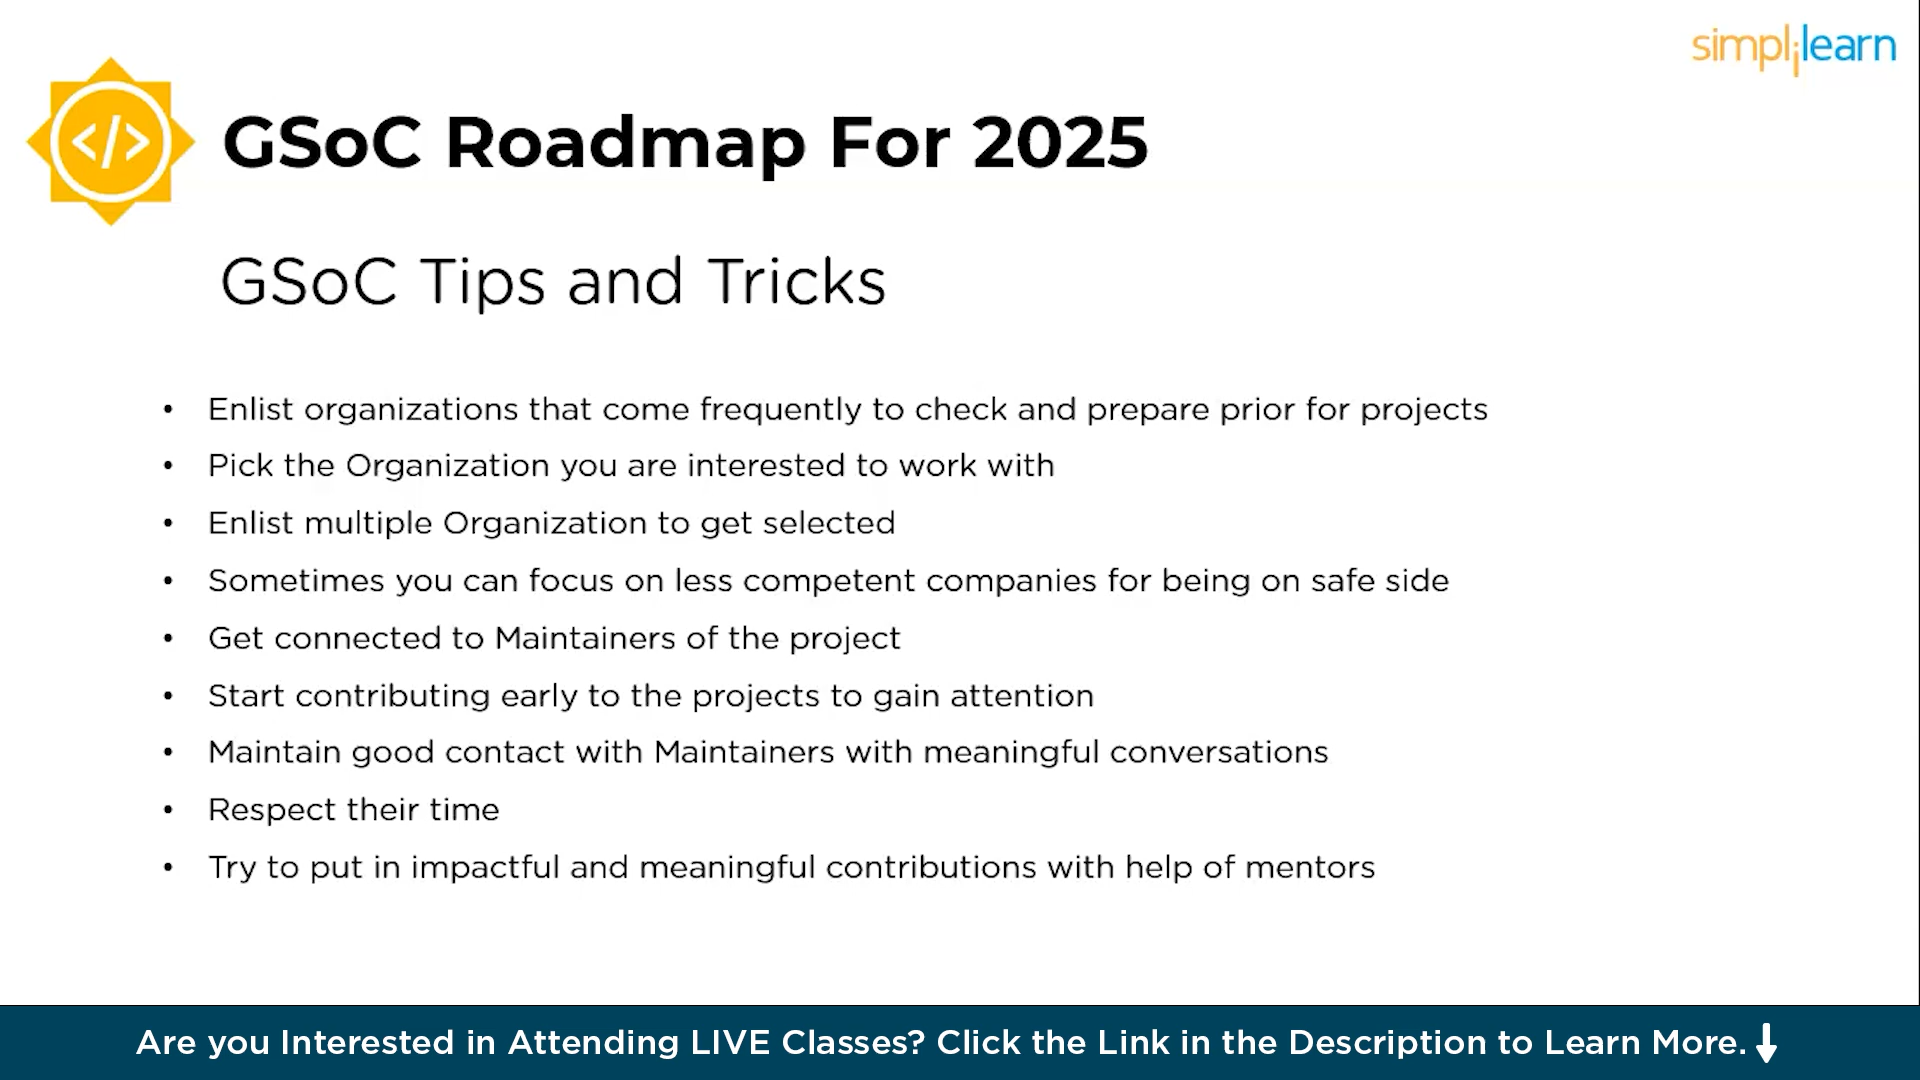 simplilearn
</>
GSoC Roadmap For 2025
GSoC Tips and Tricks
• Enlist organizations that come frequently to check and prepare prior for projects
• Pick the Organization you are interested to work with
• Enlist multiple Organization to get selected
• Sometimes you can focus on less competent companies for being on safe side
• Get connected to Maintainers of the project
• Start contributing early to the projects to gain attention
• Maintain good contact with Maintainers with meaningful conversations
• Respect their time
• Try to put in impactful and meaningful contributions with help of mentors
Are you Interested in Attending LIVE Classes? Click the Link in the Description to Learn More.